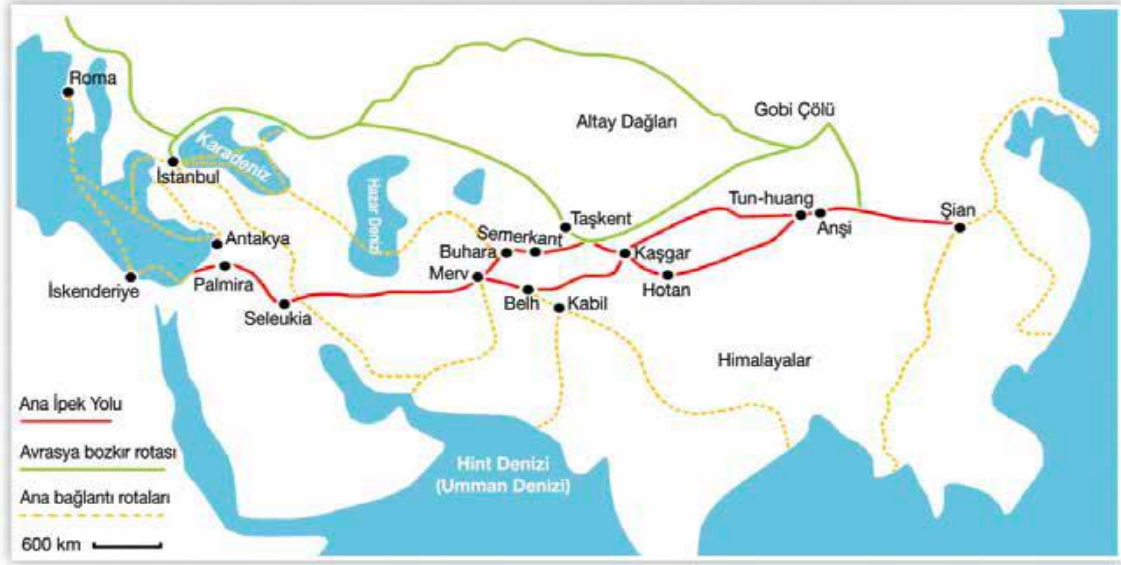 Roma
Karadeniz
İstanbul
Antakya
İskenderiye
Palmira
Seleukia
Hazar Denizi
Altay Dağları
Gobi Çölü
Taşkent
Semerkant
Buhara
Merv
Belh
Kabil
Kaşgar
Hotan
Tun-huang
Anşi
Şian
Himalayalar
Hint Denizi
(Umman Denizi)
Ana İpek Yolu
Avrasya bozkır rotası
Ana bağlantı rotaları
600 km